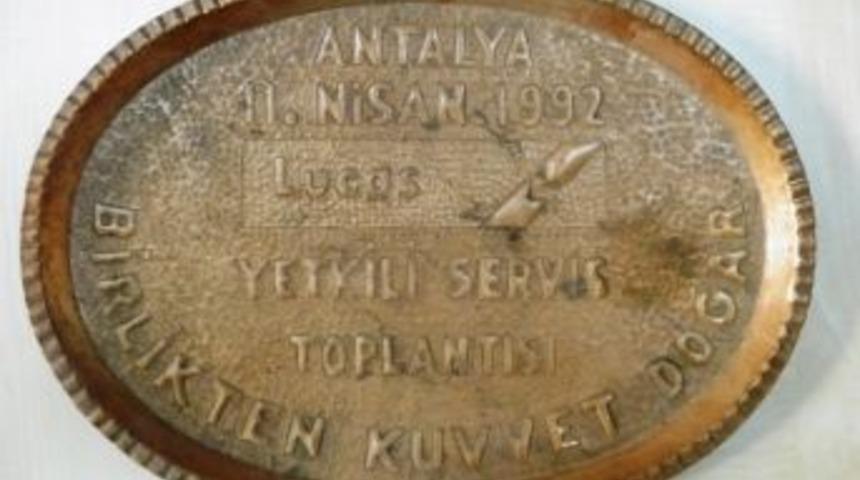 ANTALYA
11. NİSAN 1992
Lucas
YETKİLİ SERVİS
TOPLANTISI
BİRLİKTEN KUVVET DOĞAR